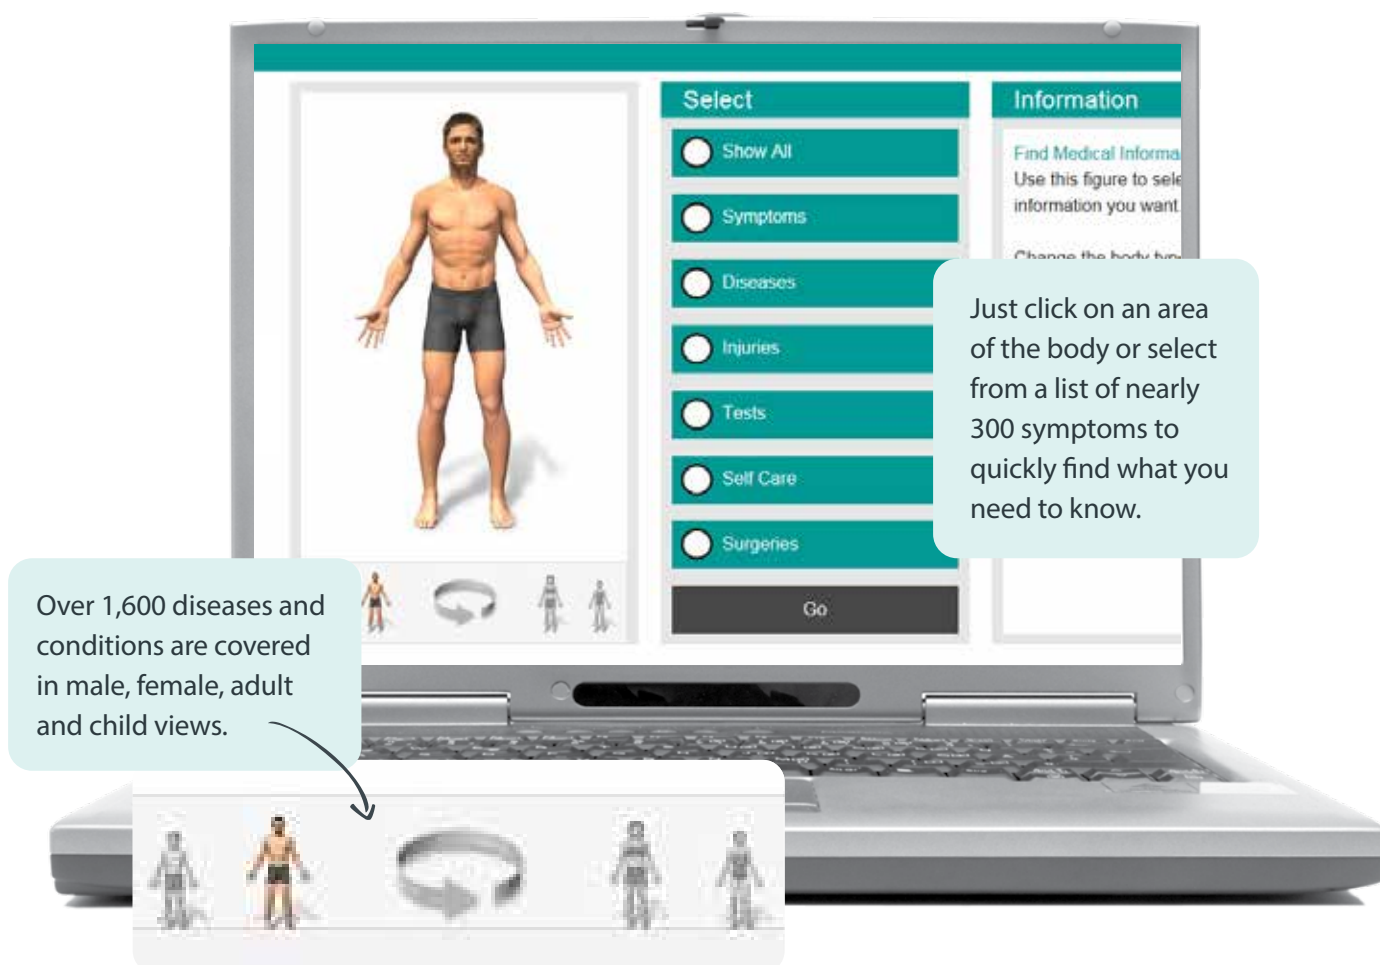 Select
Show All
Symptoms
Diseases
Injuries
Tests
Self Care
Surgeries
Go
Information
Find Medical
Use this figure to
information you want
Change the body
Just click on an area
of the body or select
from a list of nearly
300 symptoms to
quickly find what you
need to know.
Over 1,600 diseases and
conditions are covered
in male, female, adult
and child views.